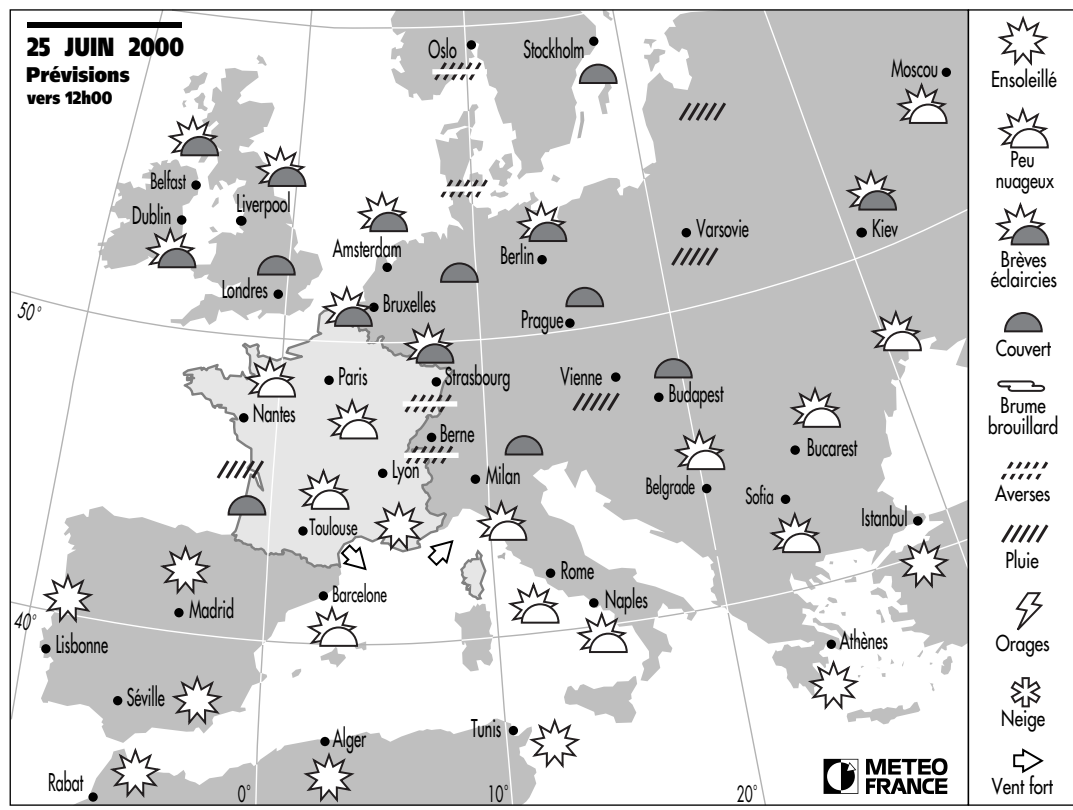 25 JUIN 2000
Prévisions
vers 12h00
Oslo
Stockholm
Moscou
Belfast
Dublin
Liverpool
Amsterdam
Berlin
Varsovie
Kiev
Londres
Bruxelles
Prague
50°
Paris
Strasbourg
Vienne
Budapest
Nantes
Berne
Bucarest
Lyon
Milan
Belgrade
Sofia
Istanbul
Toulouse
Rome
Barcelone
Naples
Madrid
40°
Lisbonne
Athènes
Séville
Tunis
Alger
Rabat
0°
10°
20°
METEO
FRANCE
Ensoleillé
Peu
nuageux
Brèves
éclaircies
Couvert
Brume
brouillard
Averses
Pluie
Orages
Neige
Vent fort